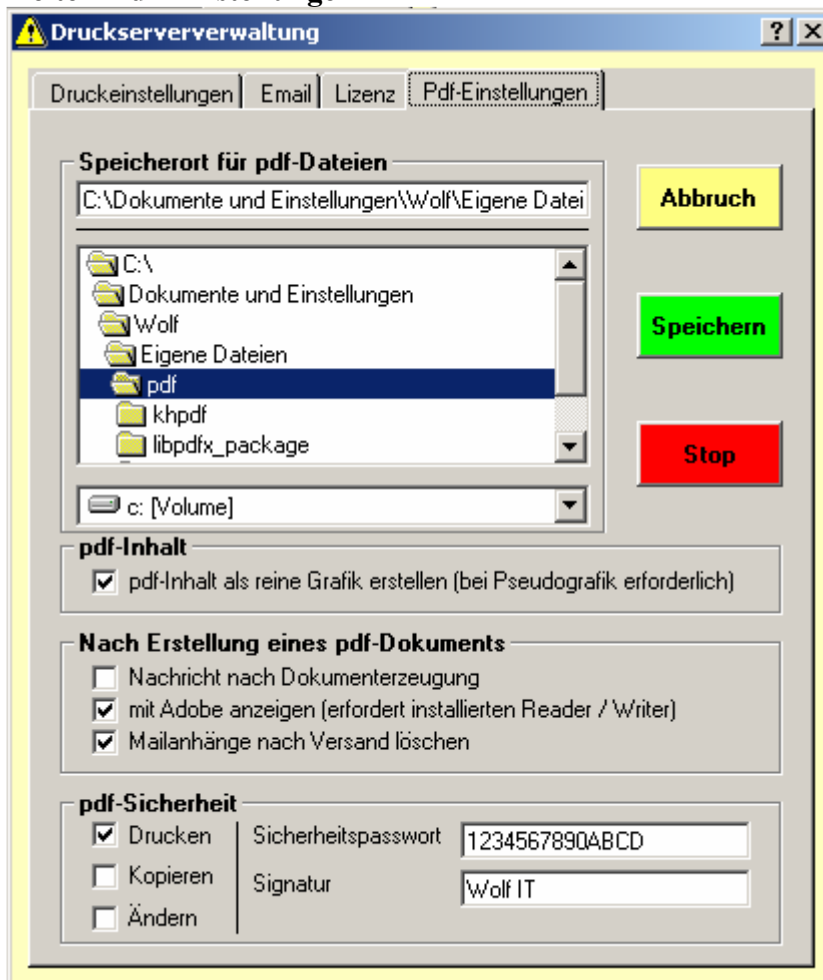 Druckserververwaltung
Druckeinstellungen Email Lizenz Pdf-Einstellungen
Speicherort für pdf-Dateien
C:\Dokumente und Einstellungen\Wolf\Eigene Datei
Abbruch
C:\
Dokumente und Einstellungen
Wolf
Eigene Dateien
pdf
khpdf
libpdfx_package
Speichern
Stop
c: [Volume]
pdf-Inhalt
pdf-Inhalt als reine Grafik erstellen (bei Pseudografik erforderlich)
Nach Erstellung eines pdf-Dokuments
Nachricht nach Dokumenterzeugung
mit Adobe anzeigen (erfordert installierten Reader / Writer)
Mailanhänge nach Versand löschen
pdf-Sicherheit
Drucken Sicherheitspasswort 1234567890ABCD
Kopieren Signatur Wolf IT
Ändern